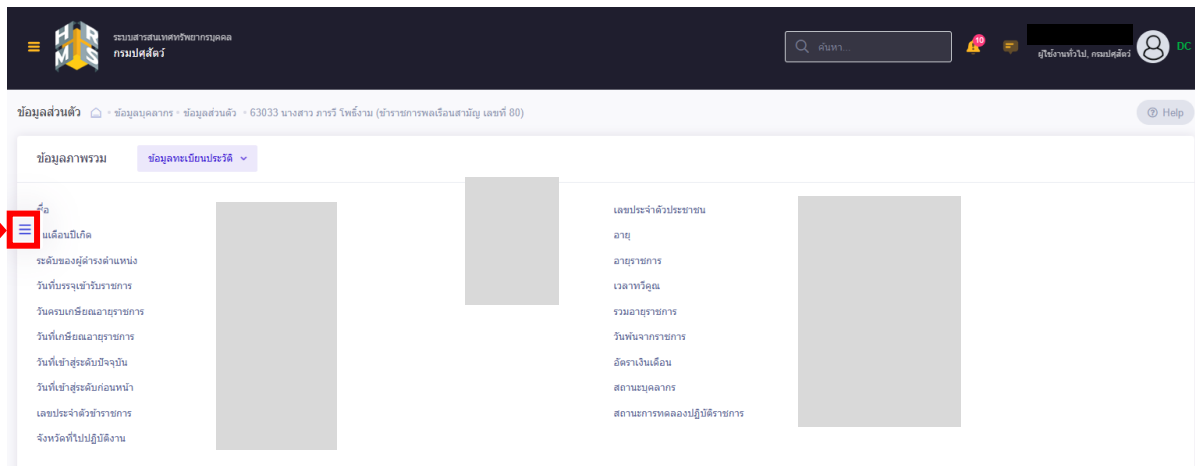 HR
MS
ระบบสารสนเทศทรัพยากรบุคคล
กรมปศุสัตว์
ค้นหา...
10
ผู้ใช้งานทั่วไป, กรมปศุสัตว์
DC
ข้อมูลส่วนตัว ข้อมูลบุคลากร ข้อมูลส่วนตัว 63033 นางสาว ภารวี โพธิ์งาม (ข้าราชการพลเรือนสามัญ เลขที่ 80)
Help
ข้อมูลภาพรวม ข้อมูลทะเบียนประวัติ
ชื่อ
นเดือนปีเกิด
ระดับของผู้ดำรงตำแหน่ง
วันที่บรรจุเข้ารับราชการ
วันครบเกษียณอายุราชการ
วันที่เกษียณอายุราชการ
วันที่เข้าสู่ระดับปัจจุบัน
วันที่เข้าสู่ระดับก่อนหน้า
เลขประจำตัวข้าราชการ
จังหวัดที่ไปปฏิบัติงาน
เลขประจำตัวประชาชน
อายุ
อายุราชการ
เวลาทวีคูณ
รวมอายุราชการ
วันพ้นจากราชการ
อัตราเงินเดือน
สถานะบุคลากร
สถานะการทดลองปฏิบัติราชการ